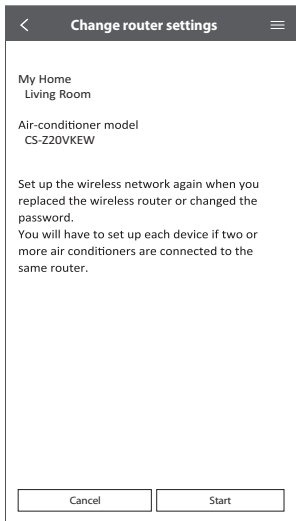 Change router settings
My Home
Living Room
Air-conditioner model
CS-Z20VKEW
Set up the wireless network again when you
replaced the wireless router or changed the
password.
You will have to set up each device if two or
more air conditioners are connected to the
same router.
Cancel
Start